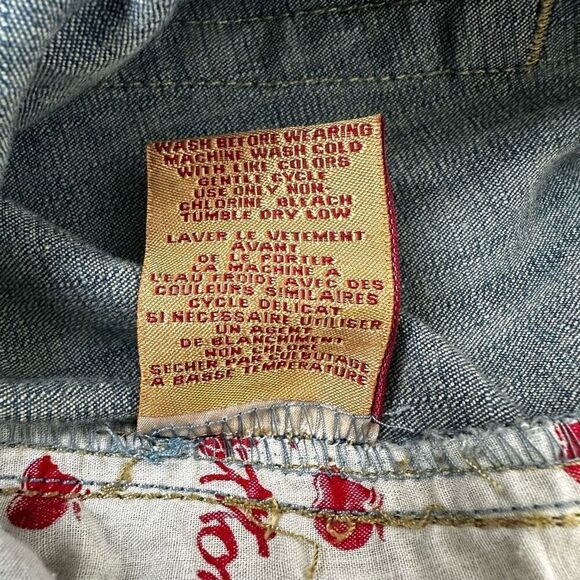 WASH BEFORE WEARING
MACHINE WASH COLD
WITH LIKE COLORS
GENTLE CYCLE
USE ONLY NON-
CHLORINE BLEACH
TUMBLE DRY LOW
LAVER LE VETEMENT
AVANT
DE LE PORTER
LA MACHINE A
L'EAU FROIDE AVEC DES
COULEURS SIMILAIRES
CYCLE DELICAT
SI NECESSAIRE UTILISER
UN AGENT
DE BLANCHIMENT
NON CHLORE
SECHER PAR CULBUTAGE
A BASSE TEMPERATURE